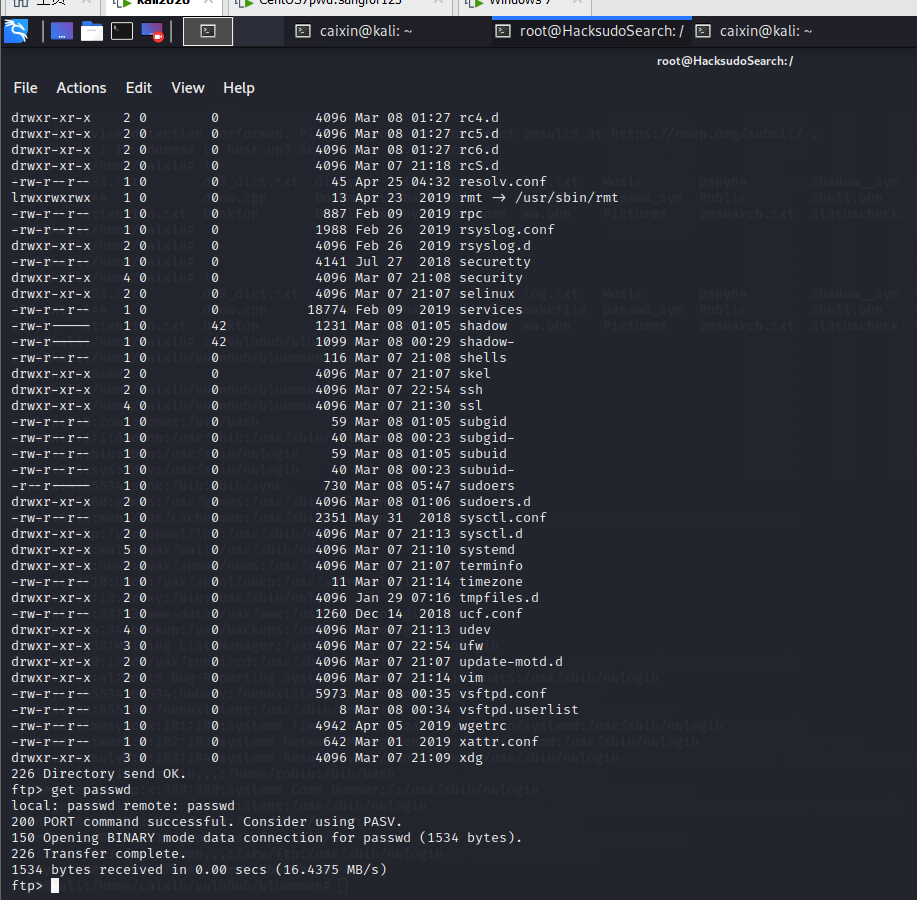 主页
kali2020
CentOS7pwd:sangfor123
Windows 7
caixin@kali: ~
root@HacksudoSearch: /
caixin@kali: ~
root@HacksudoSearch:/
File Actions Edit View Help
drwxr-xr-x 2 0 0 4096 Mar 08 01:27 rc4.d
drwxr-xr-x 2 0 0 4096 Mar 08 01:27 rc5.d
drwxr-xr-x 2 0 0 4096 Mar 08 01:27 rc6.d
drwxr-xr-x 2 0 0 4096 Mar 07 21:18 rcS.d
-rw-r--r-- 1 0 0 45 Apr 25 04:32 resolv.conf
lrwxrwxrwx 1 0 0 13 Apr 23 2019 rmt -> /usr/sbin/rmt
-rw-r--r-- 1 0 0 887 Feb 09 2019 rpc
-rw-r--r-- 1 0 0 1988 Feb 26 2019 rsyslog.conf
drwxr-xr-x 2 0 0 4096 Feb 26 2019 rsyslog.d
-rw-r--r-- 1 0 0 4141 Jul 27 2018 securetty
drwxr-xr-x 4 0 0 4096 Mar 07 21:08 security
drwxr-xr-x 2 0 0 4096 Mar 07 21:07 selinux
-rw-r--r-- 1 0 0 18774 Feb 09 2019 services
-rw-r----- 1 0 42 1231 Mar 08 01:05 shadow
-rw-r----- 1 0 42 1099 Mar 08 00:29 shadow-
-rw-r--r-- 1 0 0 116 Mar 07 21:08 shells
drwxr-xr-x 2 0 0 4096 Mar 07 21:07 skel
drwxr-xr-x 2 0 0 4096 Mar 07 22:54 ssh
drwxr-xr-x 4 0 0 4096 Mar 07 21:30 ssl
-rw-r--r-- 1 0 0 59 Mar 08 01:05 subgid
-rw-r--r-- 1 0 0 40 Mar 08 00:23 subgid-
-rw-r--r-- 1 0 0 59 Mar 08 01:05 subuid
-rw-r--r-- 1 0 0 40 Mar 08 00:23 subuid-
-r--r----- 1 0 0 730 Mar 08 05:47 sudoers
drwxr-xr-x 2 0 0 4096 Mar 08 01:06 sudoers.d
-rw-r--r-- 1 0 0 2351 May 31 2018 sysctl.conf
drwxr-xr-x 2 0 0 4096 Mar 07 21:13 sysctl.d
drwxr-xr-x 5 0 0 4096 Mar 07 21:10 systemd
drwxr-xr-x 2 0 0 4096 Mar 07 21:07 terminfo
-rw-r--r-- 1 0 0 11 Mar 07 21:14 timezone
drwxr-xr-x 2 0 0 4096 Jan 29 07:16 tmpfiles.d
-rw-r--r-- 1 0 0 1260 Dec 14 2018 ucf.conf
drwxr-xr-x 4 0 0 4096 Mar 07 21:13 udev
drwxr-xr-x 3 0 0 4096 Mar 07 22:54 ufw
drwxr-xr-x 2 0 0 4096 Mar 07 21:07 update-motd.d
drwxr-xr-x 2 0 0 4096 Mar 07 21:14 vim
-rw-r--r-- 1 0 0 5973 Mar 08 00:35 vsftpd.conf
-rw-r--r-- 1 0 0 8 Mar 08 00:34 vsftpd.userlist
-rw-r--r-- 1 0 0 4942 Apr 05 2019 wgetrc
-rw-r--r-- 1 0 0 642 Mar 01 2019 xattr.conf
drwxr-xr-x 3 0 0 4096 Mar 07 21:09 xdg
226 Directory send OK.
ftp> get passwd
local: passwd remote: passwd
200 PORT command successful. Consider using PASV.
150 Opening BINARY mode data connection for passwd (1534 bytes).
226 Transfer complete.
1534 bytes received in 0.00 secs (16.4375 MB/s)
ftp>